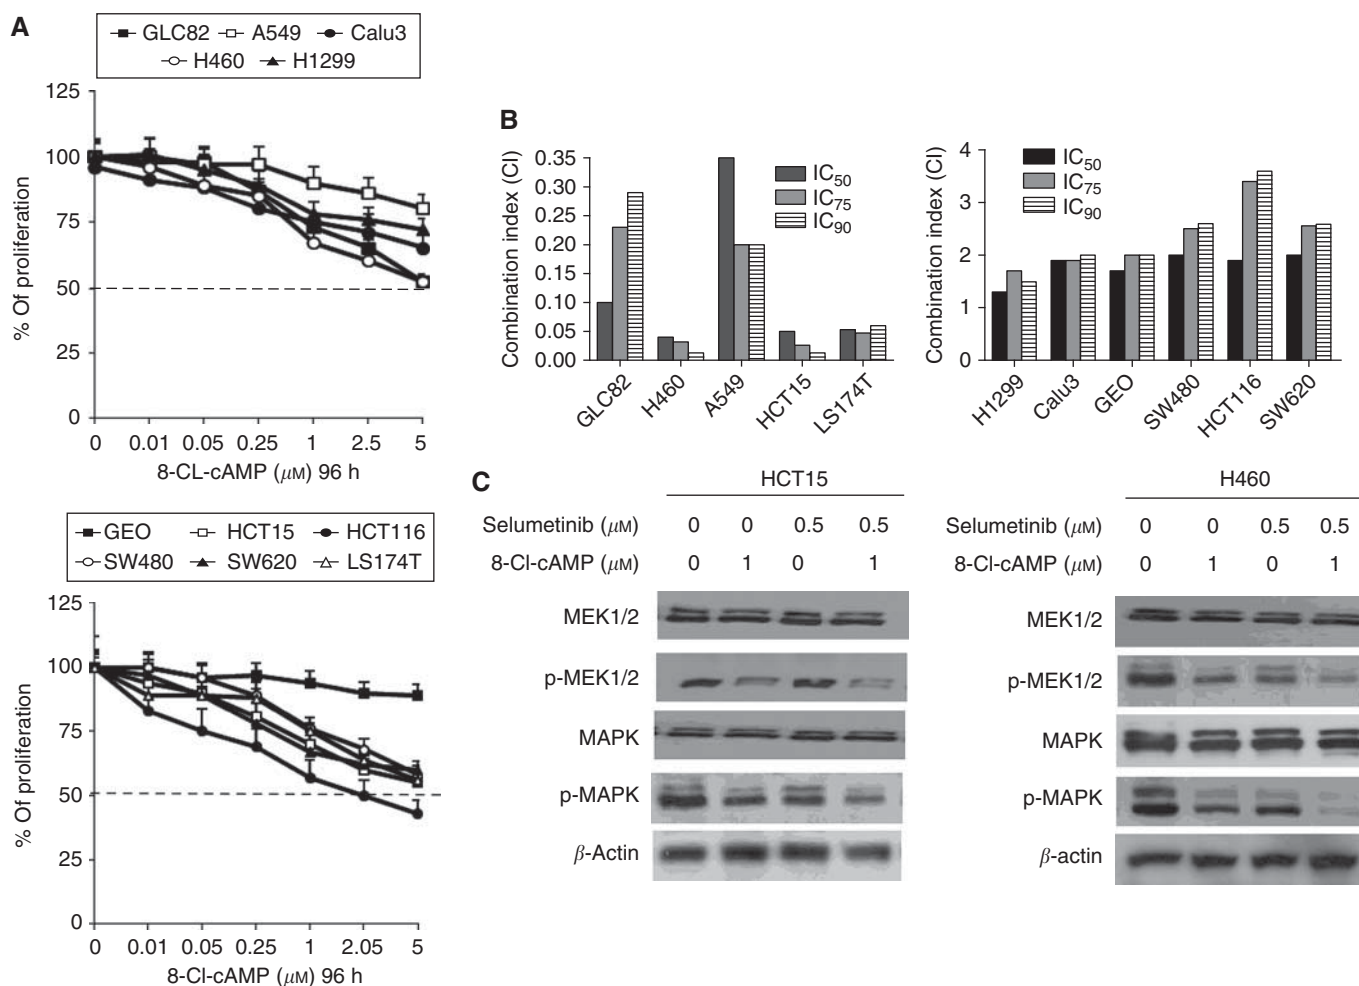 A
GLC82 A549 Calu3
H460 H1299
125
100
75
50
25
0
% Of proliferation
0 0.01 0.05 0.25 1 2.5 5
8-CL-cAMP (μM) 96 h
GEO HCT15 HCT116
SW480 SW620 LS174T
125
100
75
50
25
0
% Of proliferation
0 0.01 0.05 0.25 1 2.05 5
8-Cl-cAMP (μM) 96 h
B
Combination index (CI)
0.35
0.30
0.25
0.20
0.15
0.10
0.05
0.00
IC50
IC75
IC90
GLC82 H460 A549 HCT15 LS174T
Combination index (CI)
4
3
2
1
0
IC50
IC75
IC90
H1299 Calu3 GEO SW480 HCT116 SW620
C
HCT15
Selumetinib (μM) 0 0 0.5 0.5
8-Cl-cAMP (μM) 0 1 0 1
MEK1/2
p-MEK1/2
MAPK
p-MAPK
β-Actin
H460
Selumetinib (μM) 0 0 0.5 0.5
8-Cl-cAMP (μM) 0 1 0 1
MEK1/2
p-MEK1/2
MAPK
p-MAPK
β-actin